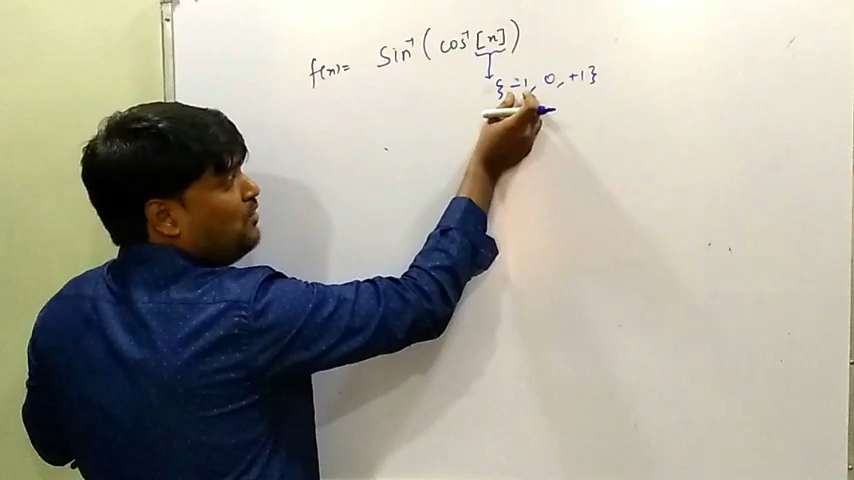 f(x) = Sin⁻¹ ( cos⁻¹ [x] )
{ -1, 0, +1 }